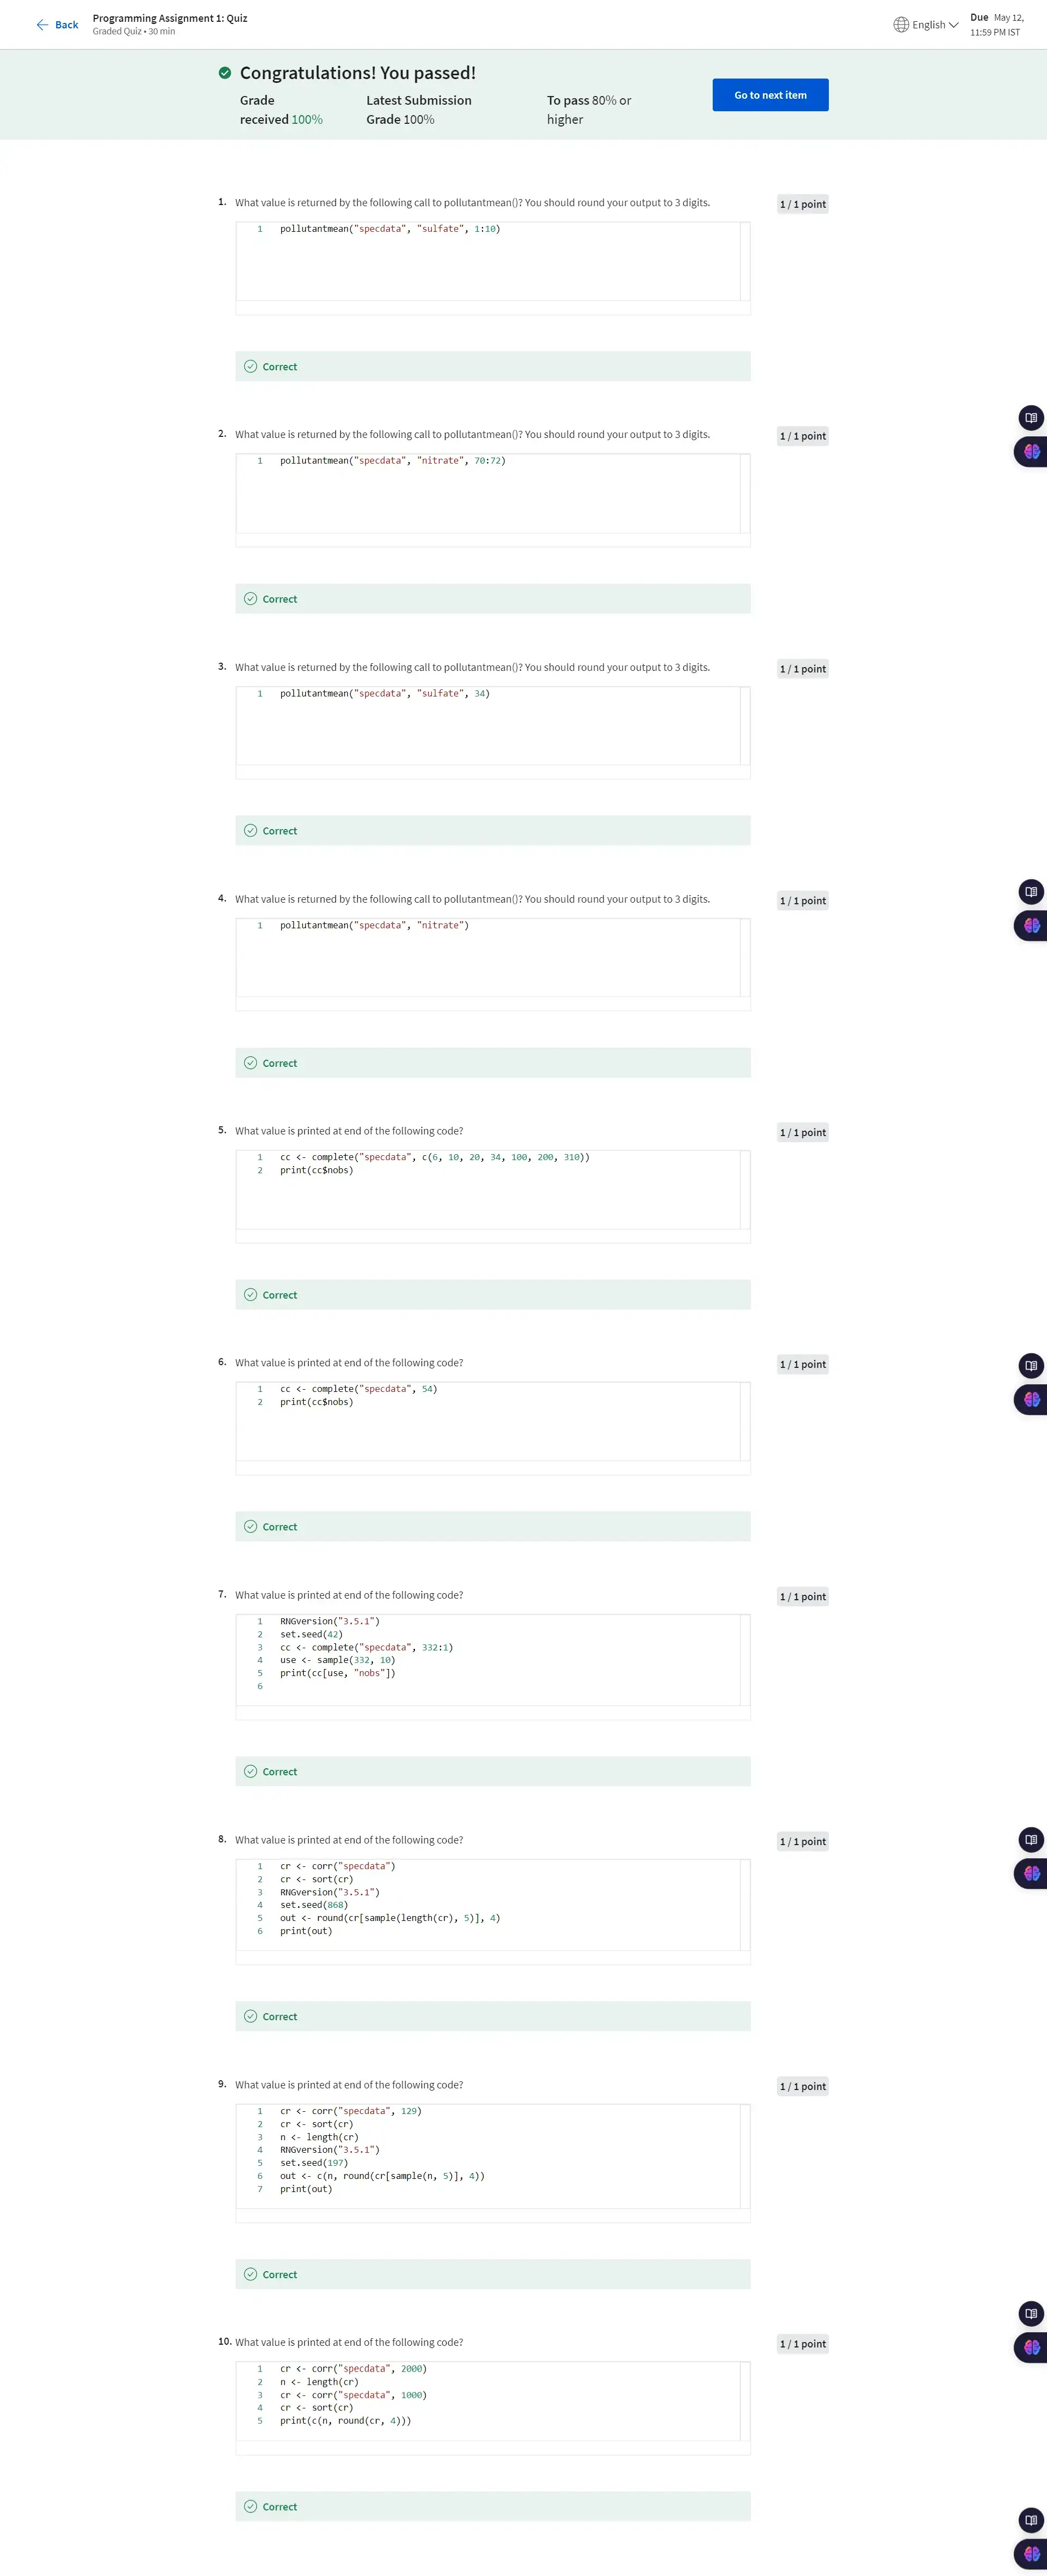 Back
Programming Assignment 1: Quiz
Graded Quiz • 30 min
English
Due May 12,
11:59 PM IST
Congratulations! You passed!
Grade
received 100%
Latest Submission
Grade 100%
To pass 80% or
higher
Go to next item
1. What value is returned by the following call to pollutantmean()? You should round your output to 3 digits.
1 / 1 point
1 pollutantmean("specdata", "sulfate", 1:10)
Correct
2. What value is returned by the following call to pollutantmean()? You should round your output to 3 digits.
1 / 1 point
1 pollutantmean("specdata", "nitrate", 70:72)
Correct
3. What value is returned by the following call to pollutantmean()? You should round your output to 3 digits.
1 / 1 point
1 pollutantmean("specdata", "sulfate", 34)
Correct
4. What value is returned by the following call to pollutantmean()? You should round your output to 3 digits.
1 / 1 point
1 pollutantmean("specdata", "nitrate")
Correct
5. What value is printed at end of the following code?
1 / 1 point
1 cc <- complete("specdata", c(6, 10, 20, 34, 100, 200, 310))
2 print(cc$nobs)
Correct
6. What value is printed at end of the following code?
1 / 1 point
1 cc <- complete("specdata", 54)
2 print(cc$nobs)
Correct
7. What value is printed at end of the following code?
1 / 1 point
1 RNGversion("3.5.1")
2 set.seed(42)
3 cc <- complete("specdata", 332:1)
4 use <- sample(332, 10)
5 print(cc[use, "nobs"])
6
Correct
8. What value is printed at end of the following code?
1 / 1 point
1 cr <- corr("specdata")
2 cr <- sort(cr)
3 RNGversion("3.5.1")
4 set.seed(868)
5 out <- round(cr[sample(length(cr), 5)], 4)
6 print(out)
Correct
9. What value is printed at end of the following code?
1 / 1 point
1 cr <- corr("specdata", 129)
2 cr <- sort(cr)
3 n <- length(cr)
4 RNGversion("3.5.1")
5 set.seed(197)
6 out <- c(n, round(cr[sample(n, 5)], 4))
7 print(out)
Correct
10. What value is printed at end of the following code?
1 / 1 point
1 cr <- corr("specdata", 2000)
2 n <- length(cr)
3 cr <- corr("specdata", 1000)
4 cr <- sort(cr)
5 print(c(n, round(cr, 4)))
Correct